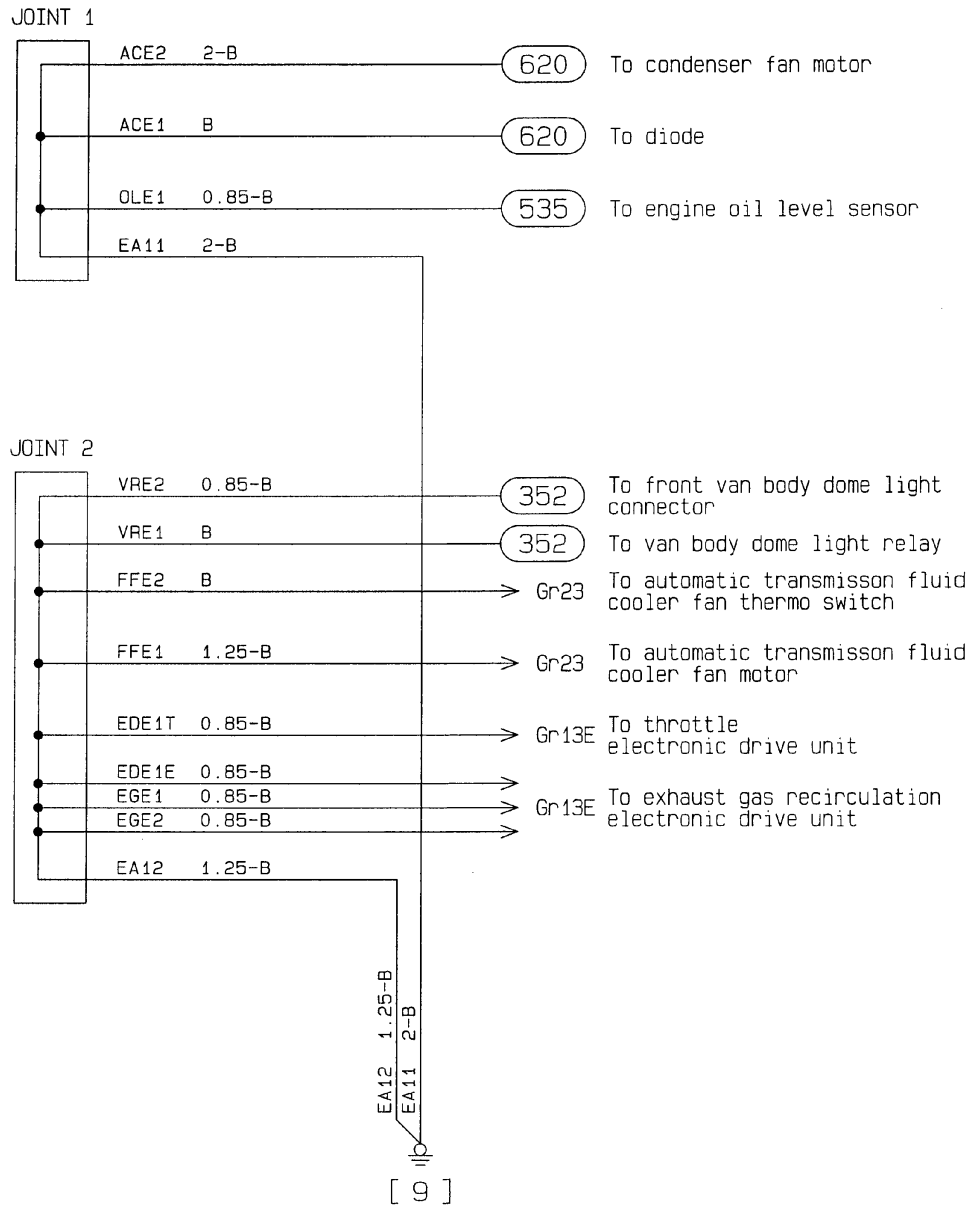 JOINT 1
ACE2 2-B 620 To condenser fan motor
ACE1 B 620 To diode
OLE1 0.85-B 535 To engine oil level sensor
EA11 2-B
JOINT 2
VRE2 0.85-B 352 To front van body dome light
connector
VRE1 B 352 To van body dome light relay
FFE2 B Gr23 To automatic transmisson fluid
cooler fan thermo switch
FFE1 1.25-B Gr23 To automatic transmisson fluid
cooler fan motor
EDE1T 0.85-B Gr13E To throttle
electronic drive unit
EDE1E 0.85-B
EGE1 0.85-B Gr13E To exhaust gas recirculation
EGE2 0.85-B electronic drive unit
EA12 1.25-B
EA12 1.25-B
EA11 2-B
[ 9 ]